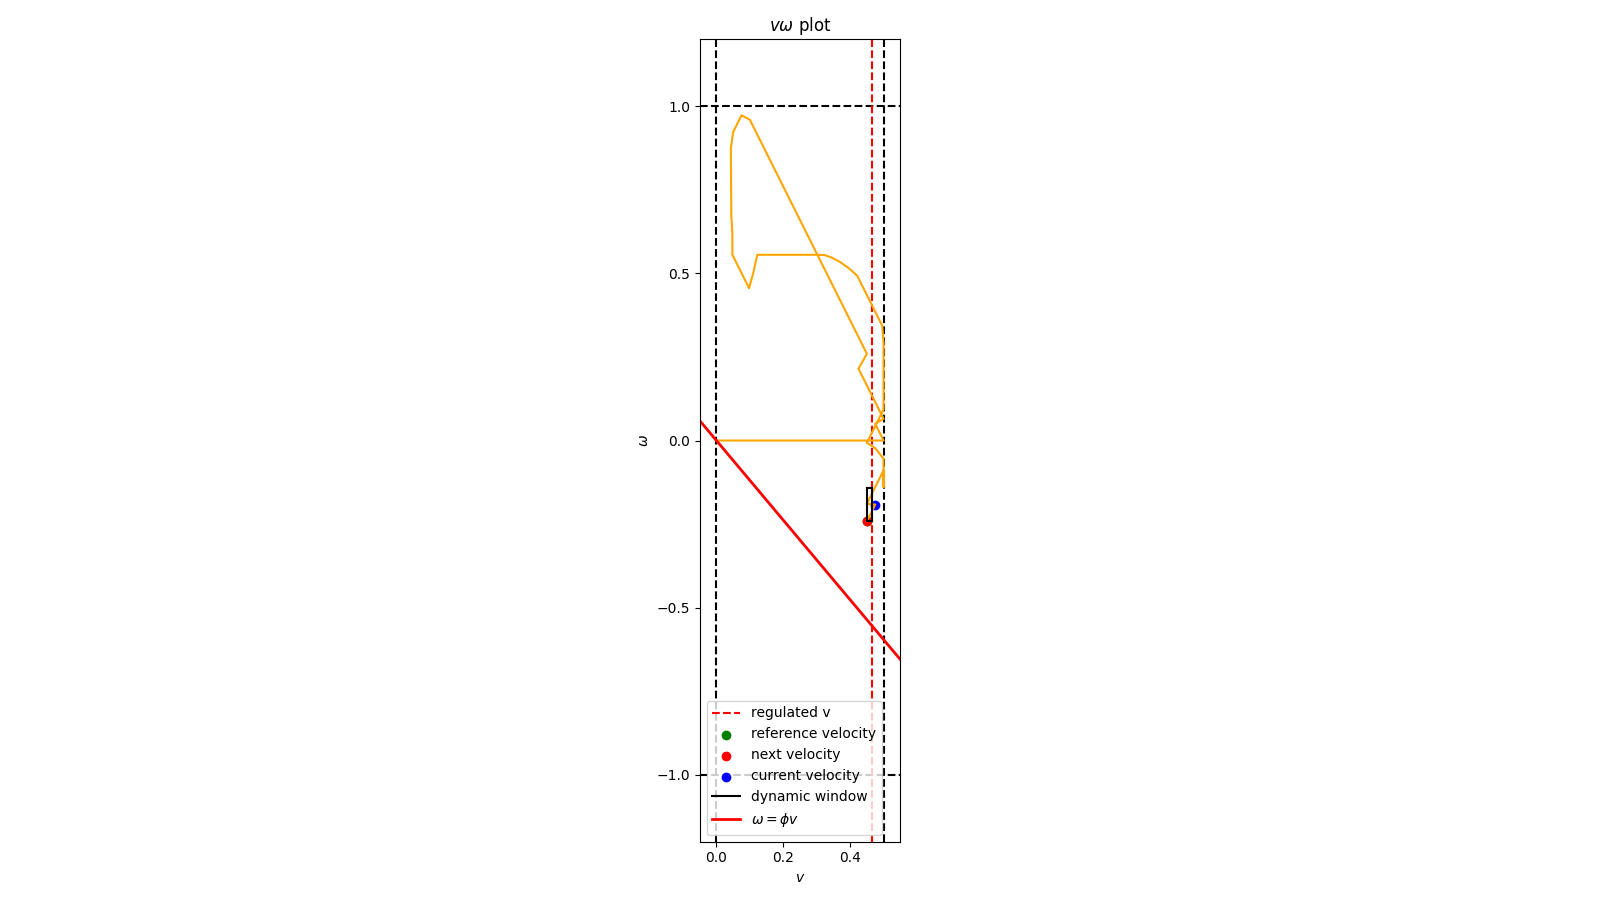 vω plot
1.0
0.5
0.0
−0.5
−1.0
ω
regulated v
reference velocity
next velocity
current velocity
dynamic window
ω = ϕv
0.0 0.2 0.4
v